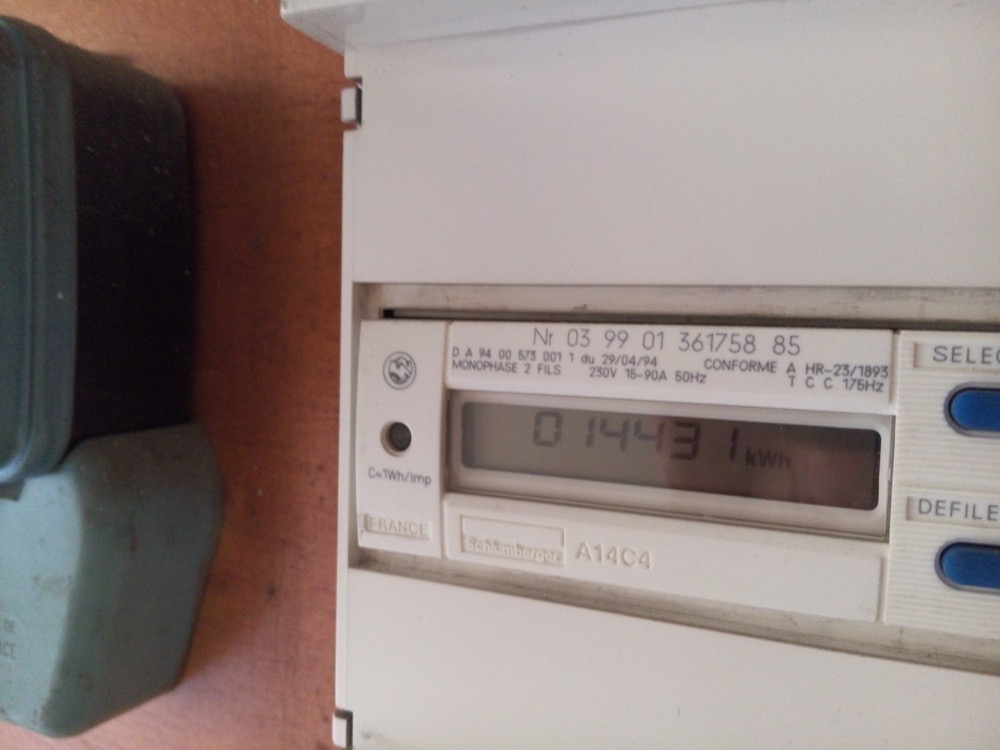 Nr 03 99 01 361758 85
D A 94 00 573 001 1 du 29/04/94 CONFORME A HR-23/1893
MONOPHASE 2 FILS 230V 15-90A 50Hz T C C 175Hz
SELEC
014431 kWh
C=1Wh/Imp
DEFILE
FRANCE
Schlumberger A14C4